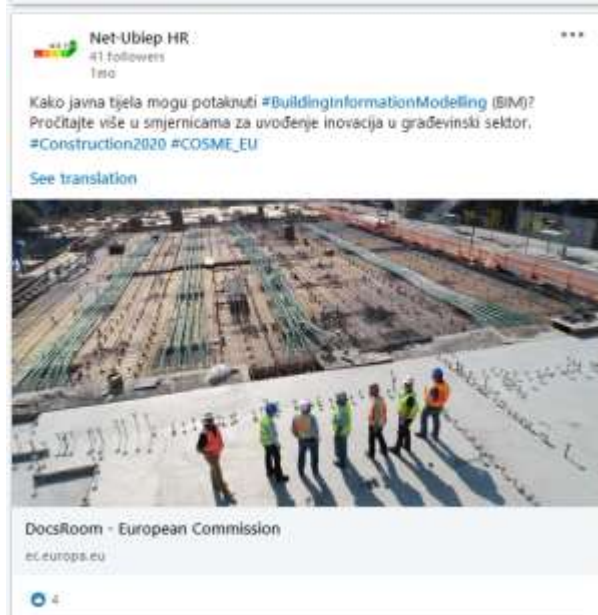 Net-Ubiep HR
41 followers
1mo
Kako javna tijela mogu potaknuti #BuildingInformationModelling (BIM)?
Pročitajte više u smjernicama za uvođenje inovacija u građevinski sektor.
#Construction2020 #COSME_EU
See translation
DocsRoom - European Commission
ec.europa.eu
4